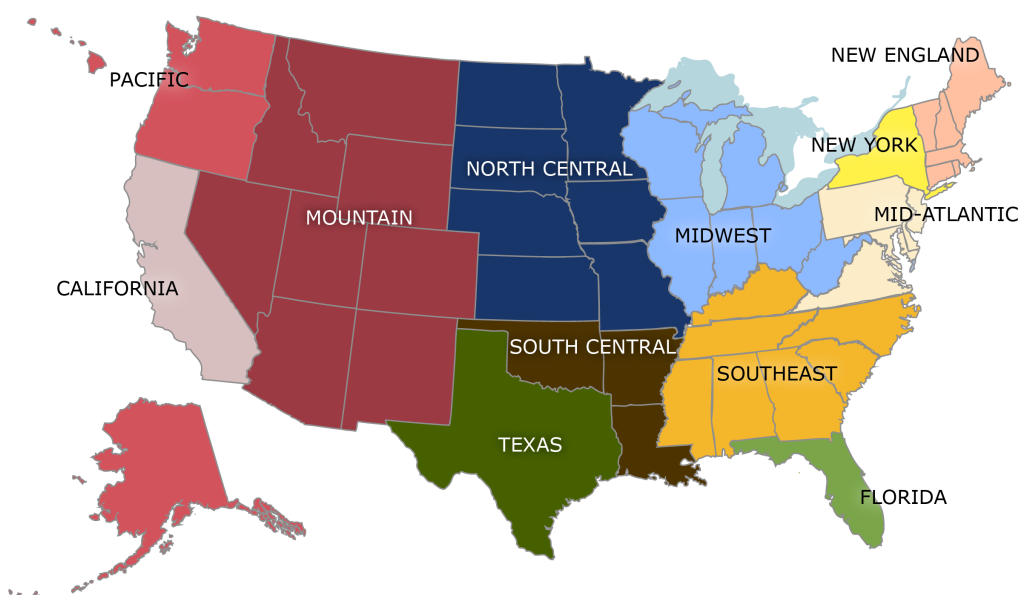 NEW ENGLAND
PACIFIC
NEW YORK
NORTH CENTRAL
MOUNTAIN
MID-ATLANTIC
MIDWEST
CALIFORNIA
SOUTH CENTRAL
SOUTHEAST
TEXAS
FLORIDA